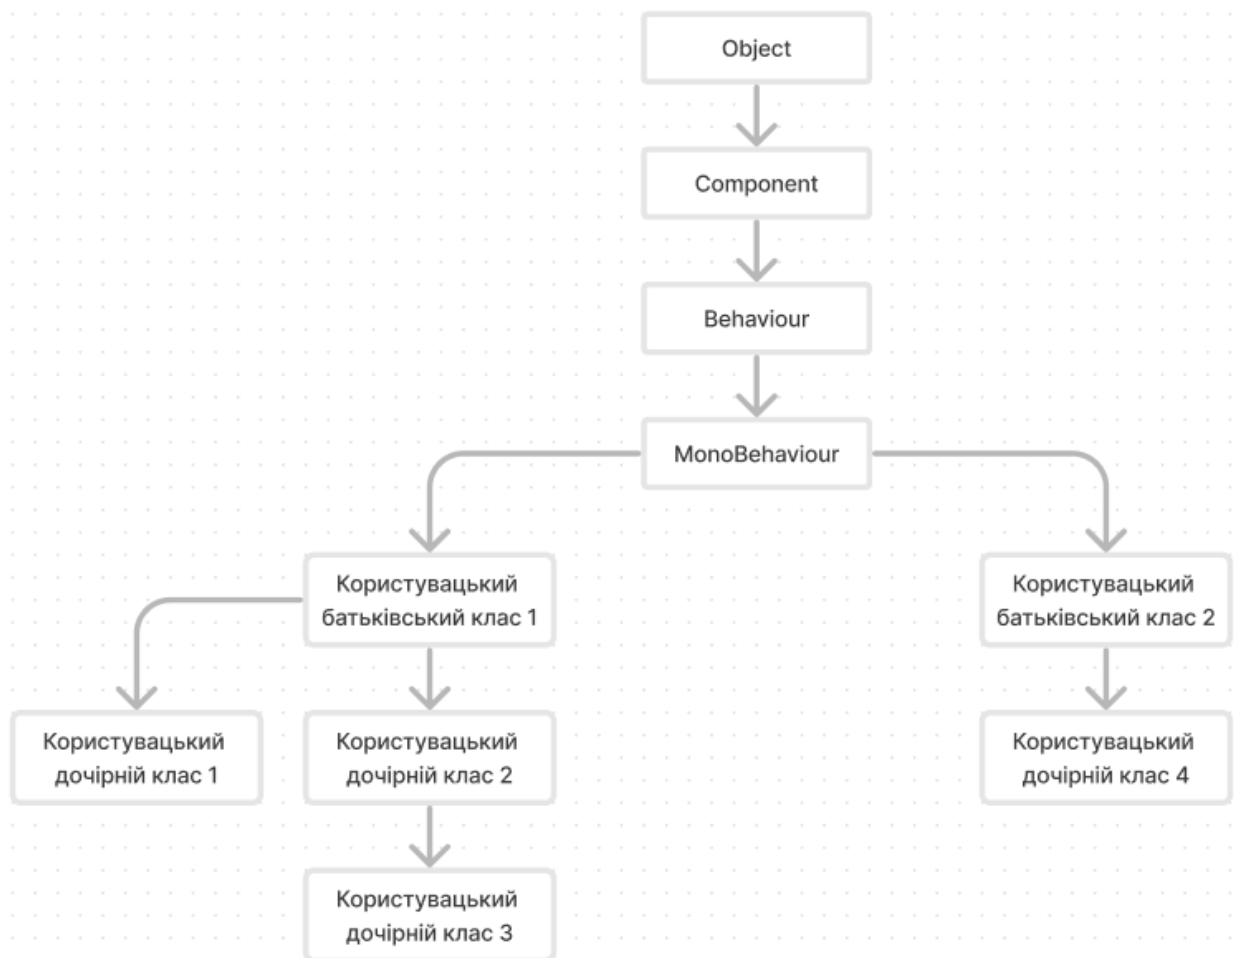 Object
Component
Behaviour
MonoBehaviour
Користувацький
батьківський клас 1
Користувацький
батьківський клас 2
Користувацький
дочірній клас 1
Користувацький
дочірній клас 2
Користувацький
дочірній клас 4
Користувацький
дочірній клас 3